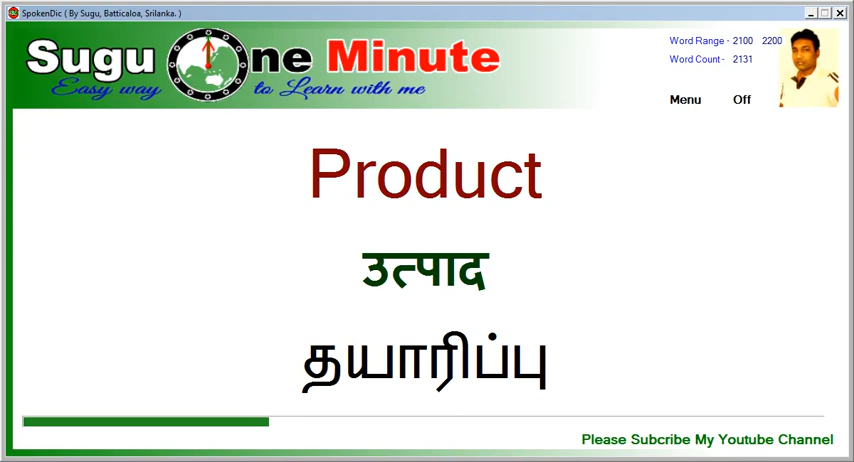 SpokenDic ( By Sugu, Batticaloa, Srilanka. )
Sugu One Minute
Easy way to Learn with me
Word Range - 2100 2200
Word Count - 2131
Menu Off
Product
उत्पाद
தயாரிப்பு
Please Subcribe My Youtube Channel